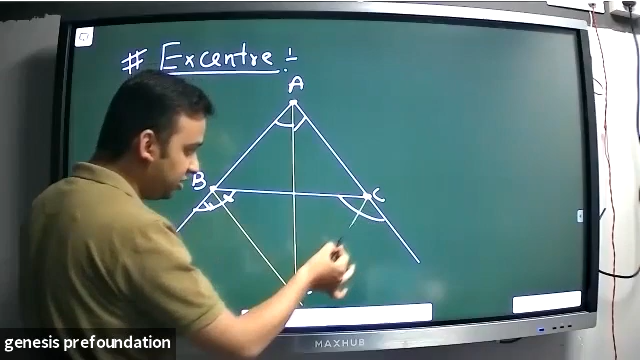 # Excentre :-
A
B
C
MAXHUB
genesis prefoundation